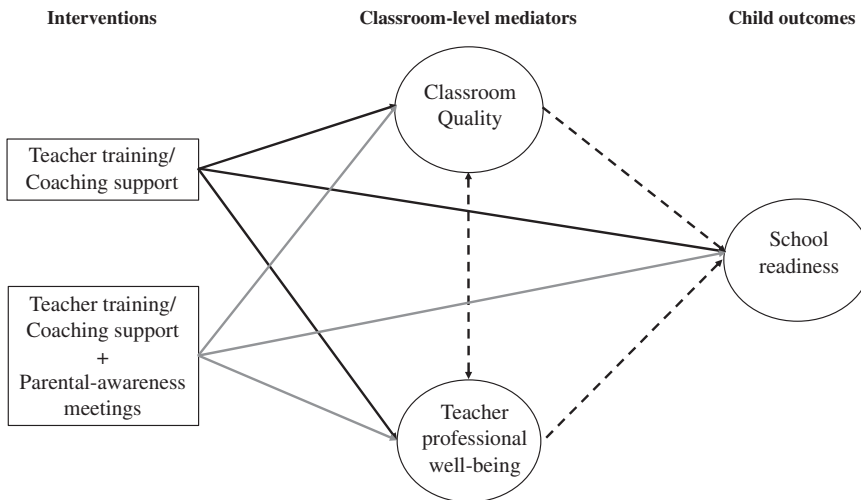 Interventions
Classroom-level mediators
Child outcomes
Classroom
Quality
Teacher training/
Coaching support
School
readiness
Teacher training/
Coaching support
+
Parental-awareness
meetings
Teacher
professional
well-being